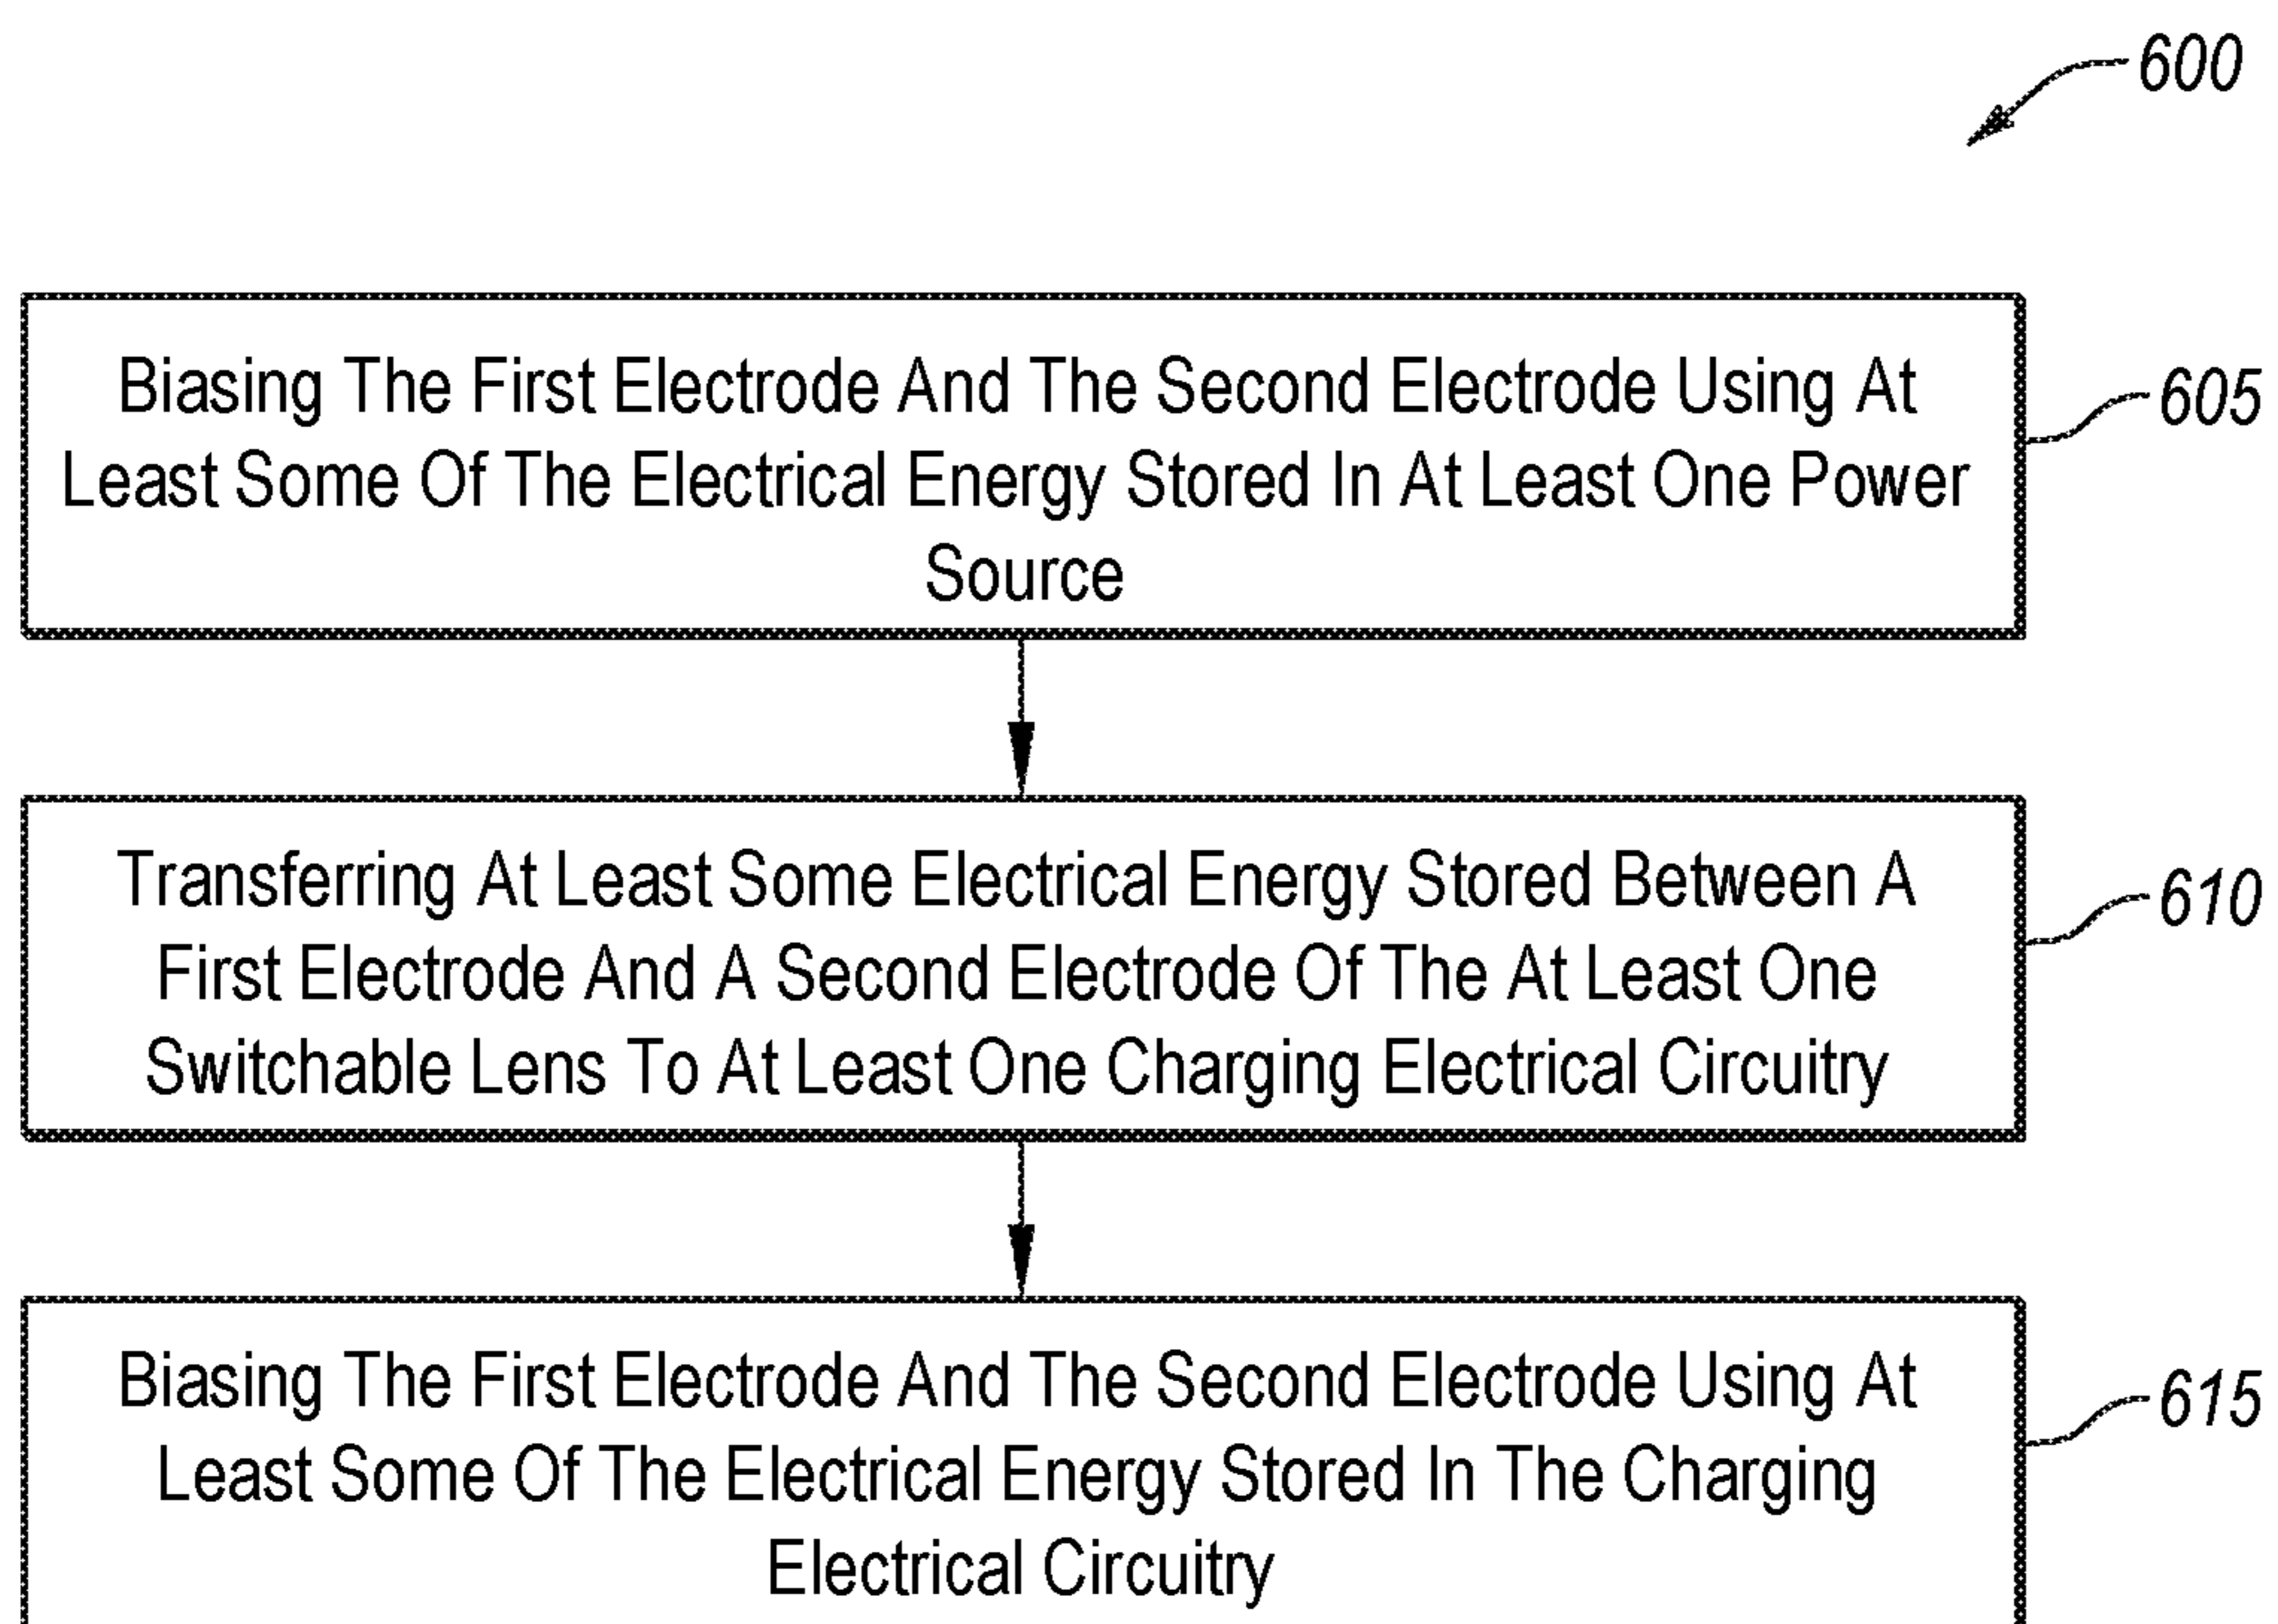 600
Biasing The First Electrode And The Second Electrode Using At
Least Some Of The Electrical Energy Stored In At Least One Power
Source
605
Transferring At Least Some Electrical Energy Stored Between A
First Electrode And A Second Electrode Of The At Least One
Switchable Lens To At Least One Charging Electrical Circuitry
610
Biasing The First Electrode And The Second Electrode Using At
Least Some Of The Electrical Energy Stored In The Charging
Electrical Circuitry
615